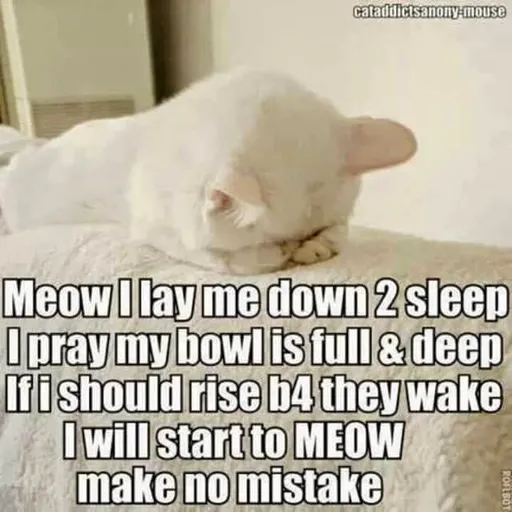 cataddictsanony-mouse
Meow I lay me down 2 sleep
I pray my bowl is full & deep
If i should rise b4 they wake
I will start to MEOW
make no mistake
ROFLBOT